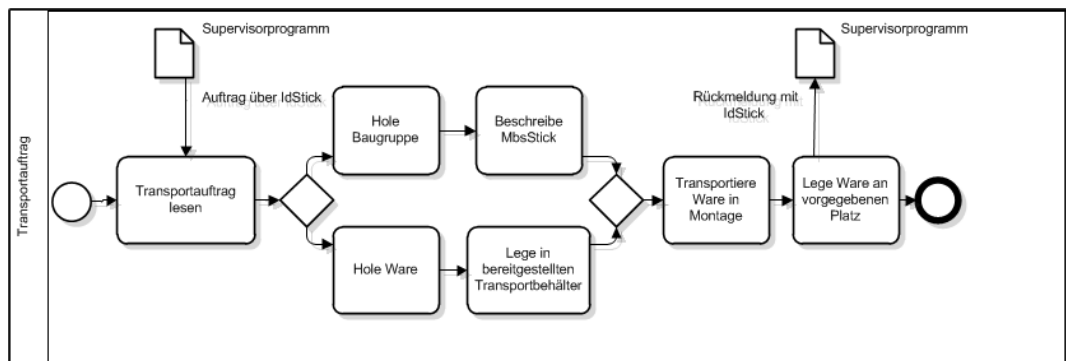 Transportauftrag
Supervisorprogramm
Auftrag über IdStick
Transportauftrag
lesen
Hole
Baugruppe
Beschreibe
MbsStick
Hole Ware
Lege in
bereitgestellten
Transportbehälter
Transportiere
Ware in
Montage
Supervisorprogramm
Rückmeldung mit
IdStick
Lege Ware an
vorgegebenen
Platz